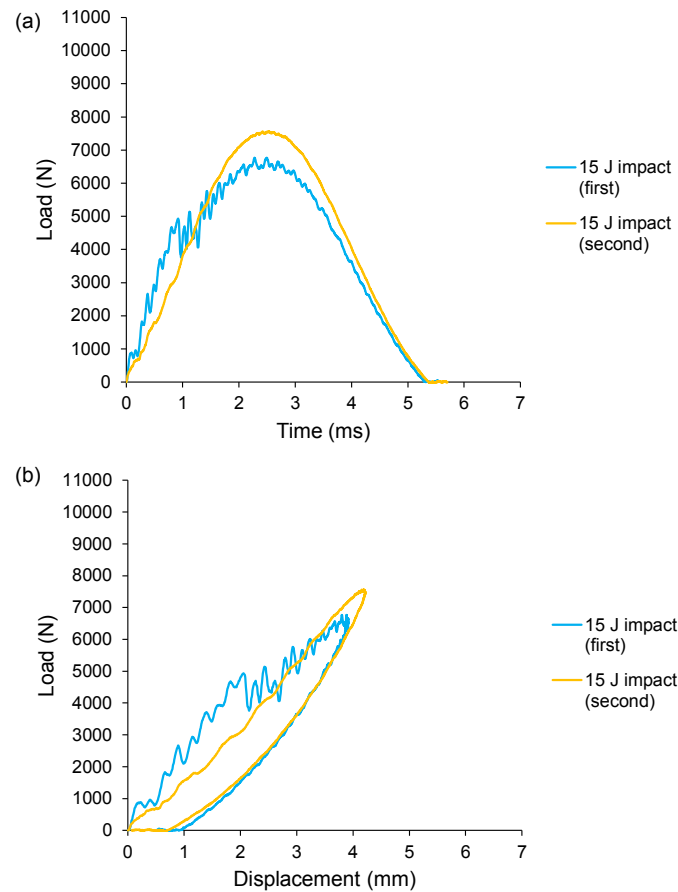 (a)
11000
10000
9000
8000
7000
6000
5000
4000
3000
2000
1000
0
Load (N)
0 1 2 3 4 5 6 7
Time (ms)
15 J impact
(first)
15 J impact
(second)
(b)
11000
10000
9000
8000
7000
6000
5000
4000
3000
2000
1000
0
Load (N)
0 1 2 3 4 5 6 7
Displacement (mm)
15 J impact
(first)
15 J impact
(second)